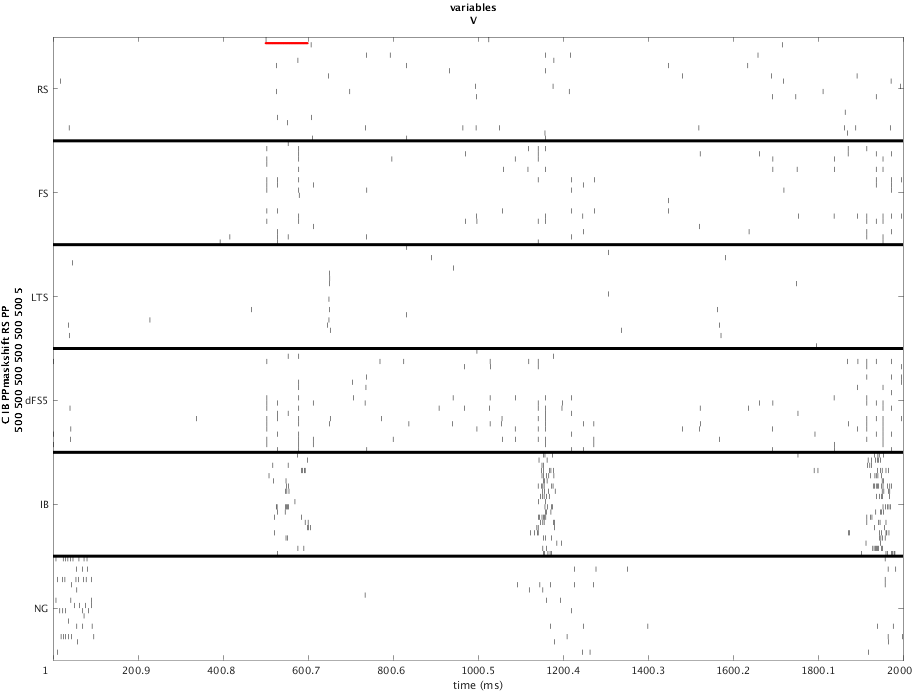 variables
V
C IB PPmaskshift RS PP
500 500 500 500 500 5
RS
FS
LTS
dFS5
IB
NG
1 200.9 400.8 600.7 800.6 1000.5 1200.4 1400.3 1600.2 1800.1 2000
time (ms)